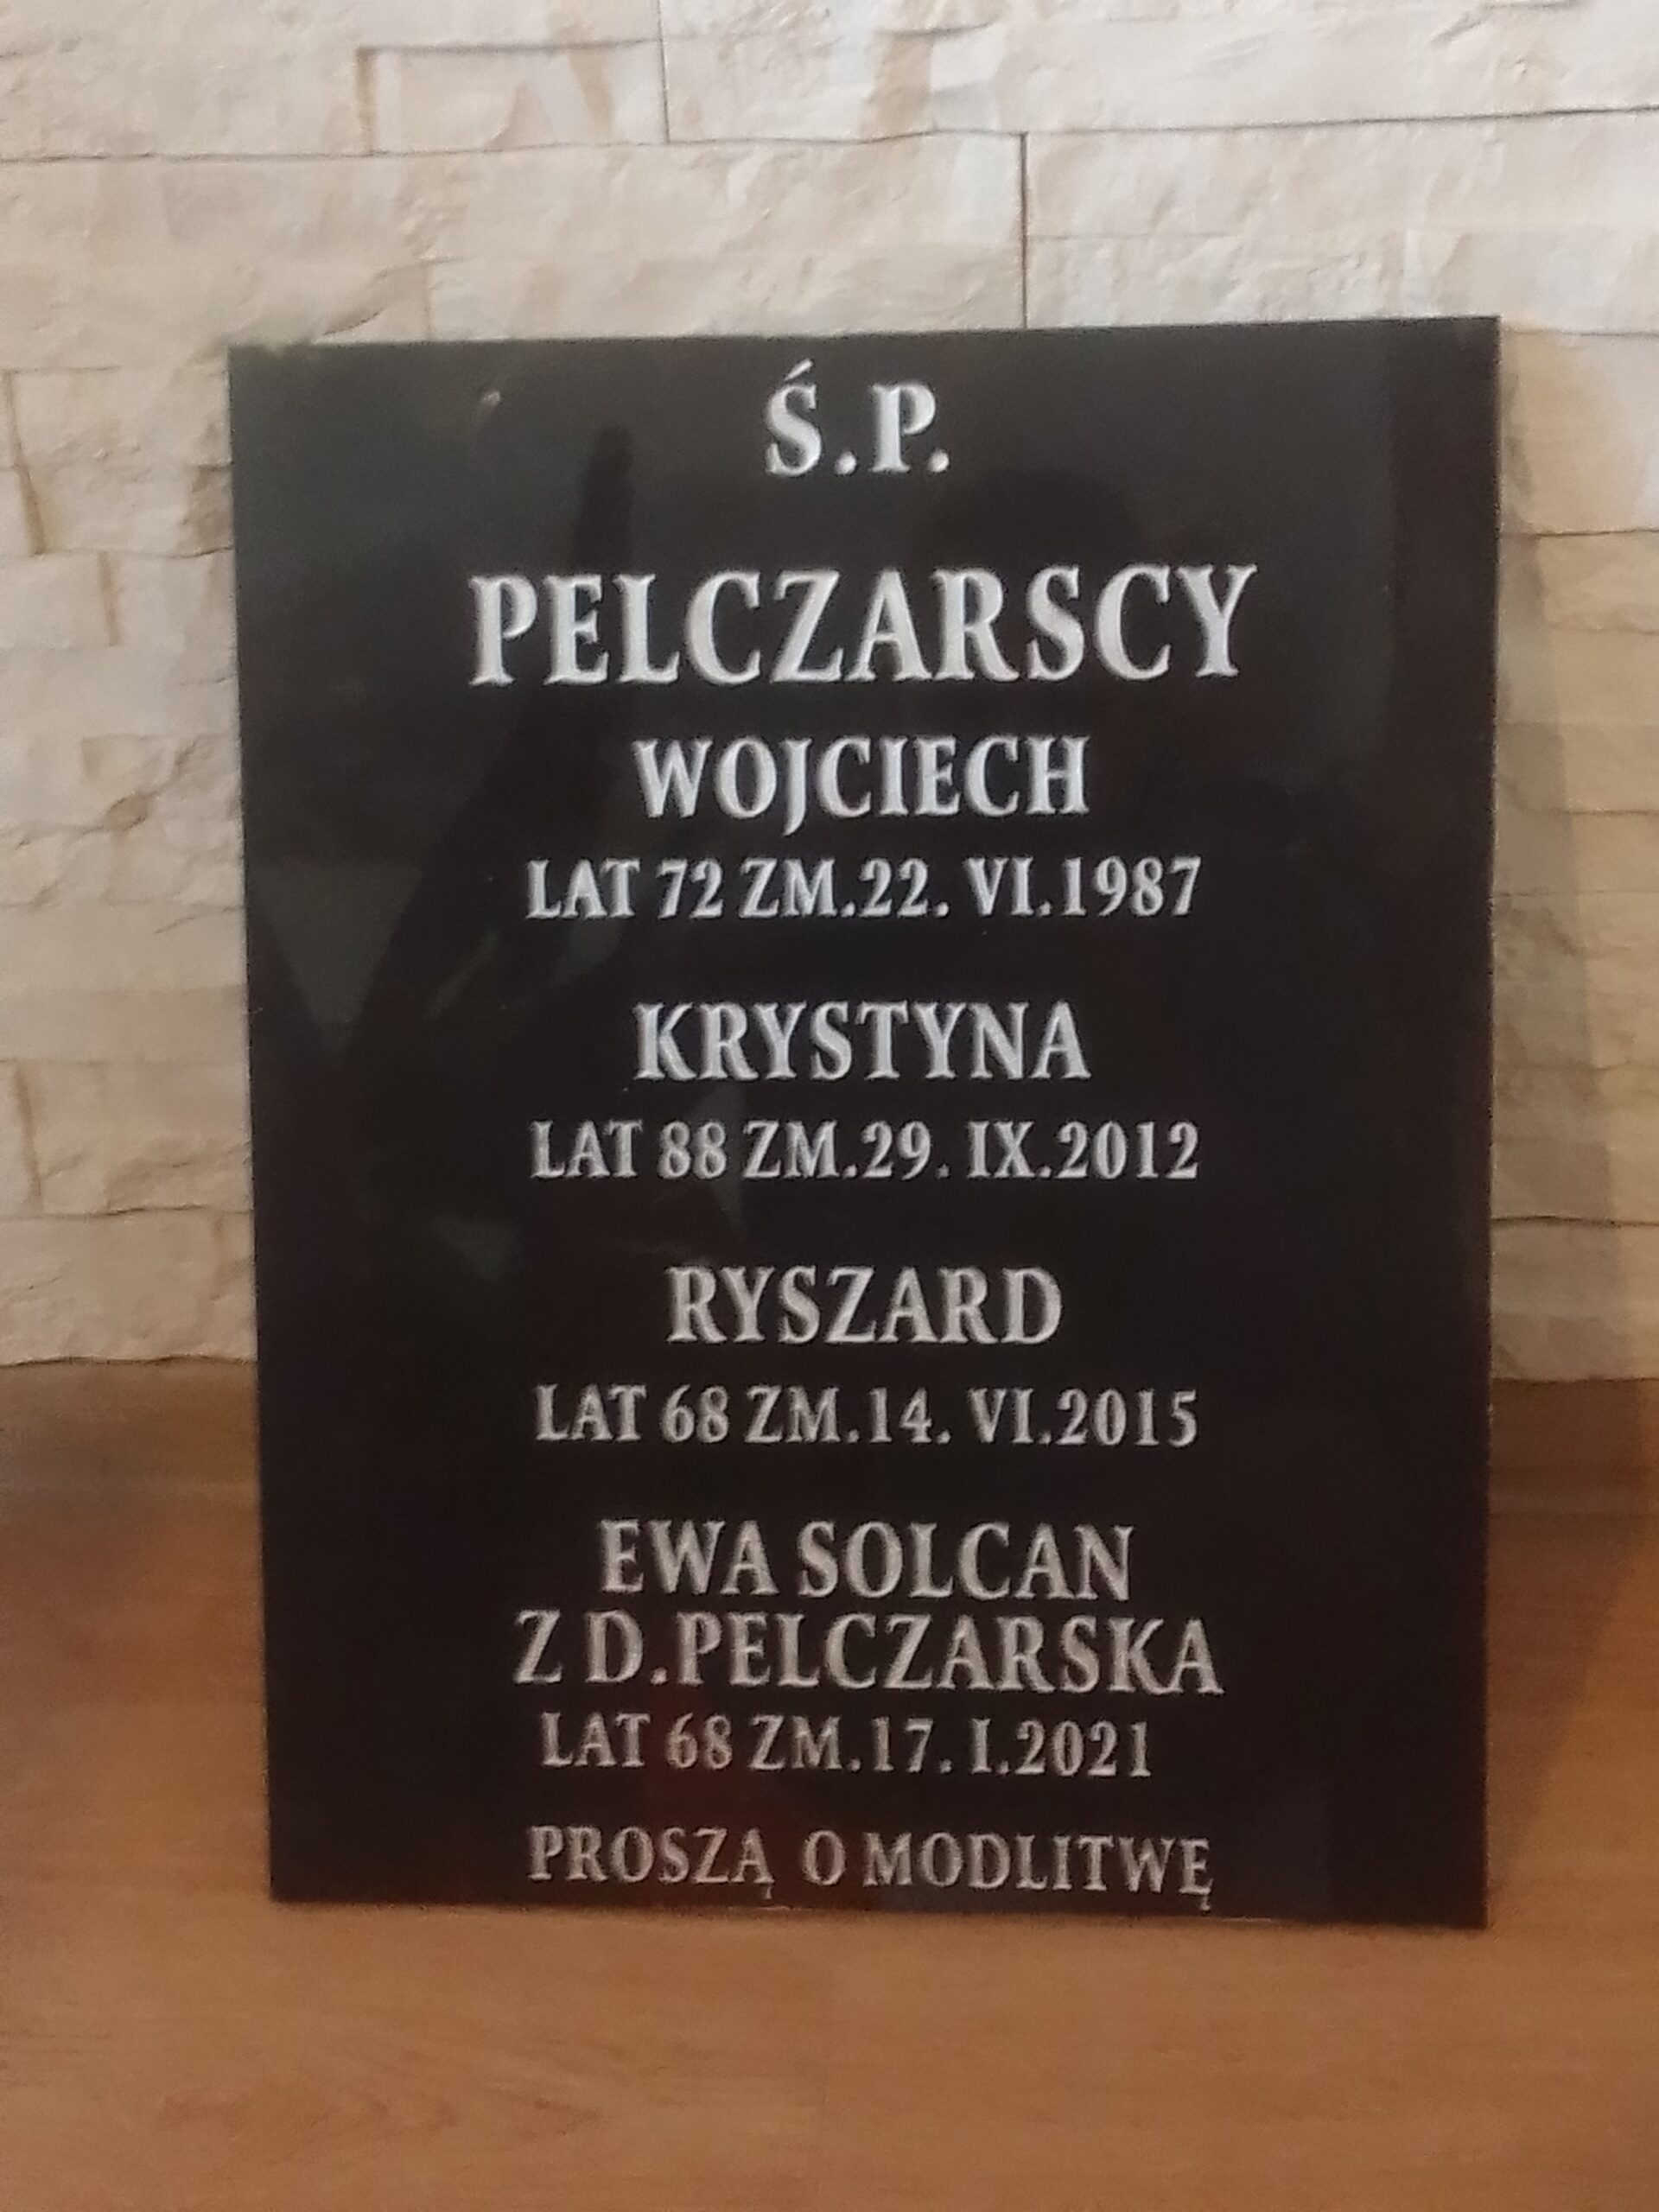 Ś.P.
PELCZARSCY
WOJCIECH
LAT 72 ZM.22. VI.1987
KRYSTYNA
LAT 88 ZM.29. IX.2012
RYSZARD
LAT 68 ZM.14. VI.2015
EWA SOLCAN
Z D.PELCZARSKA
LAT 68 ZM.17. I.2021
PROSZĄ O MODLITWĘ